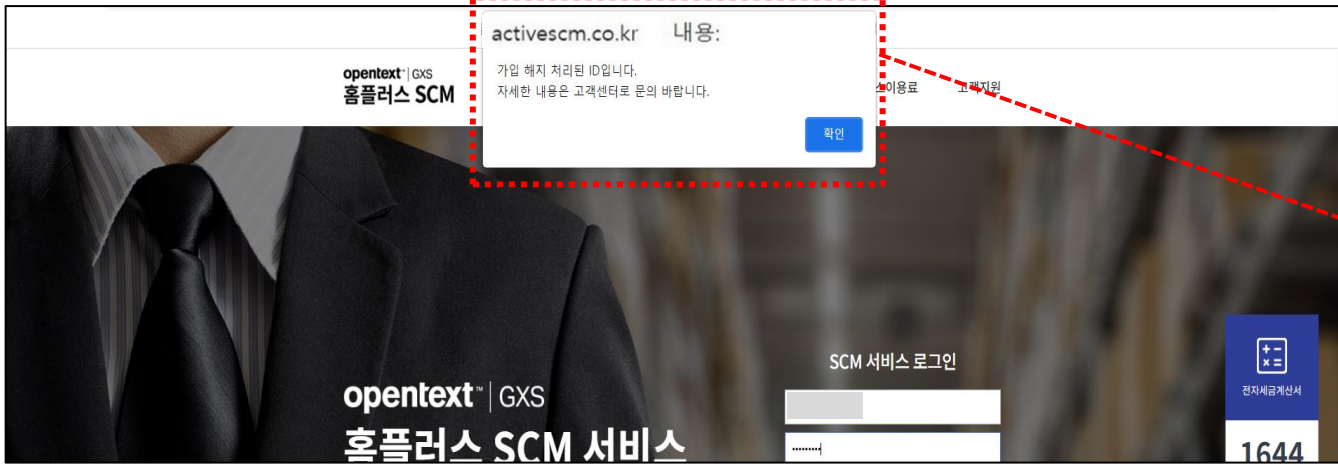 activescm.co.kr 내용:
가입 해지 처리된 ID입니다.
자세한 내용은 고객센터로 문의 바랍니다.
확인
opentext™ | GXS
홈플러스 SCM
이용료
고객지원
SCM 서비스 로그인
opentext™ | GXS
홈플러스 SCM 서비스
전자세금계산서
1644